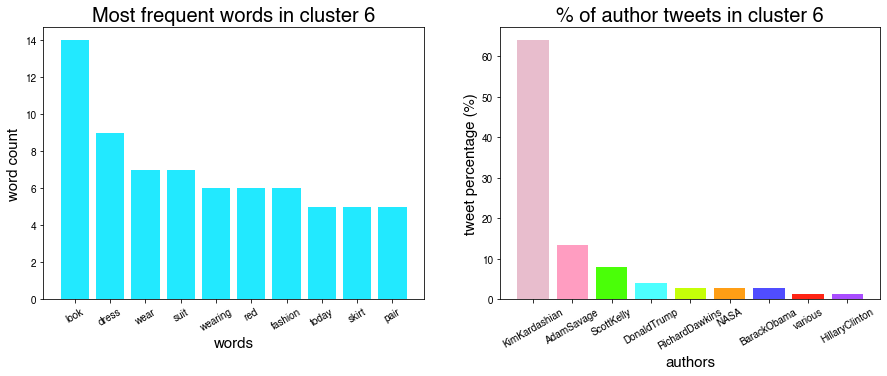 Most frequent words in cluster 6
word count
14
12
10
8
6
4
2
0
look
dress
wear
suit
wearing
red
fashion
today
skirt
pair
words
% of author tweets in cluster 6
tweet percentage (%)
60
50
40
30
20
10
0
KimKardashian
AdamSavage
ScottKelly
DonaldTrump
RichardDawkins
NASA
BarackObama
various
HillaryClinton
authors